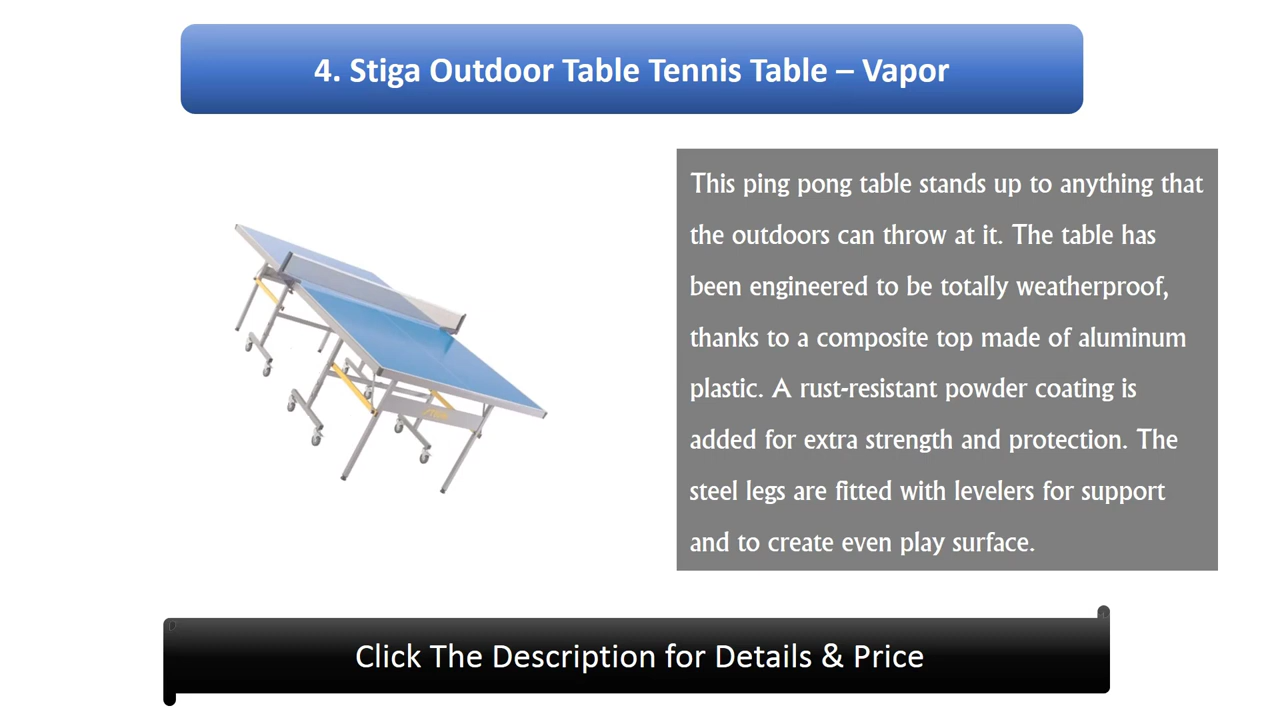 4. Stiga Outdoor Table Tennis Table – Vapor
This ping pong table stands up to anything that
the outdoors can throw at it. The table has
been engineered to be totally weatherproof,
thanks to a composite top made of aluminum
plastic. A rust-resistant powder coating is
added for extra strength and protection. The
steel legs are fitted with levelers for support
and to create even play surface.
STIGA
Click The Description for Details & Price